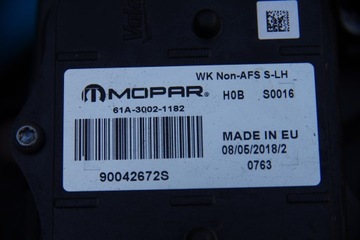 Valeo
WK Non-AFS S-LH
MOPAR® H0B S0016
61A-3002-1182
MADE IN EU
08/05/2018/2
90042672S 0763